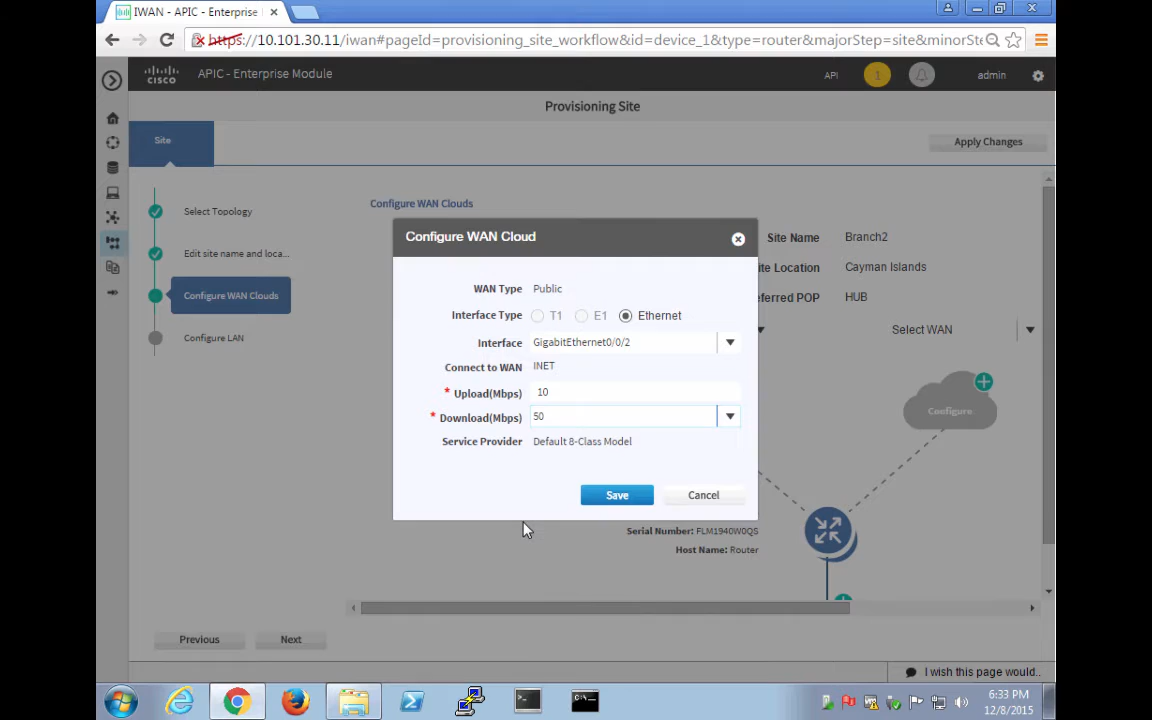 IWAN - APIC - Enterprise
https://10.101.30.11/iwan#pageId=provisioning_site_workflow&id=device_1&type=router&majorStep=site&minorSte
cisco
APIC - Enterprise Module
API
1
admin
Provisioning Site
Site
Apply Changes
Select Topology
Edit site name and loca...
Configure WAN Clouds
Configure LAN
Configure WAN Clouds
Site Name
Branch2
ite Location
Cayman Islands
eferred POP
HUB
Select WAN
Configure
Configure WAN Cloud
WAN Type
Public
Interface Type
T1
E1
Ethernet
Interface
GigabitEthernet0/0/2
Connect to WAN
INET
* Upload(Mbps)
10
* Download(Mbps)
50
Service Provider
Default 8-Class Model
Save
Cancel
Serial Number: FLM1940W0QS
Host Name: Router
Previous
Next
I wish this page would..
6:33 PM
12/8/2015